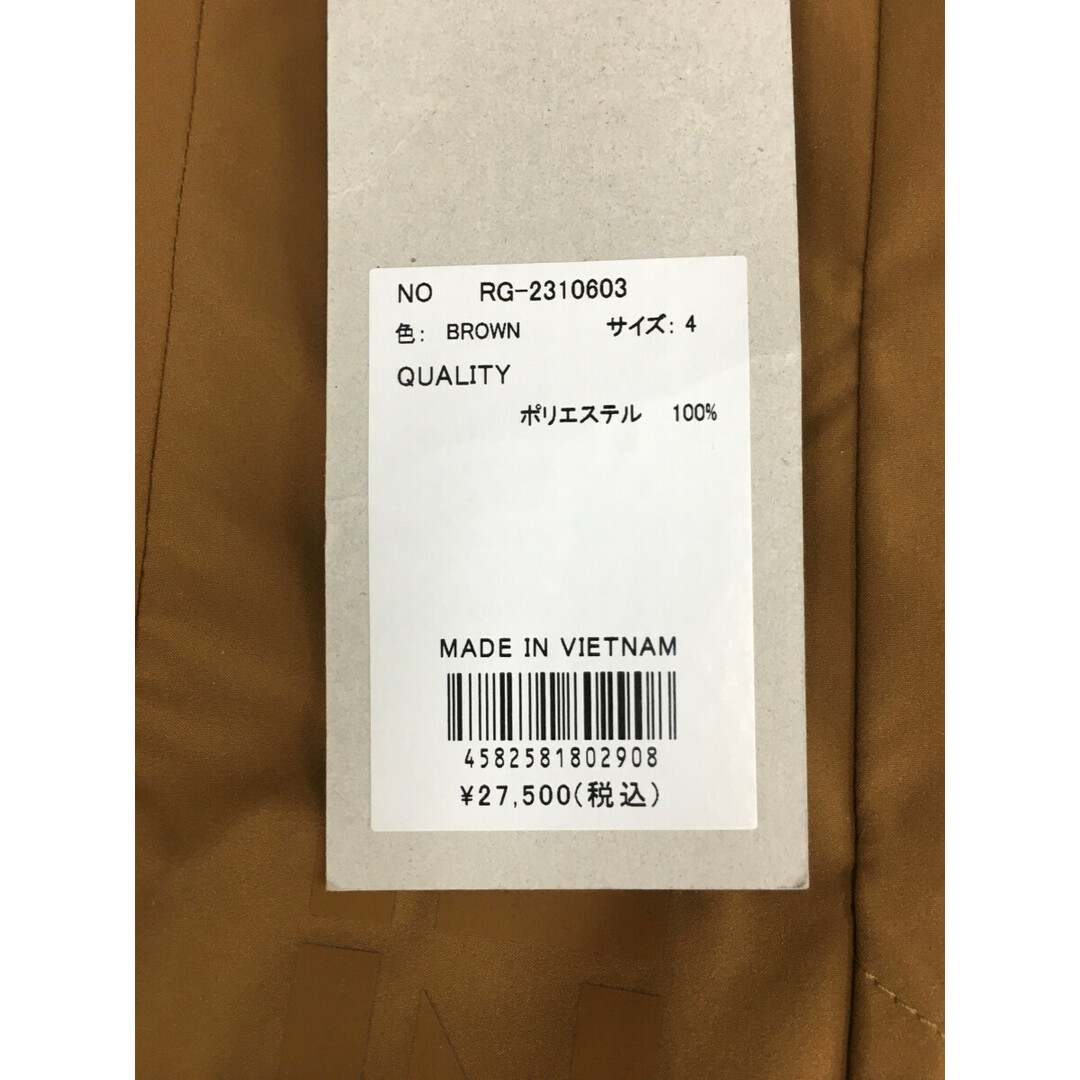 NO RG-2310603
色: BROWN サイズ: 4
QUALITY
ポリエステル 100%
MADE IN VIETNAM
4582581802908
¥27,500(税込)